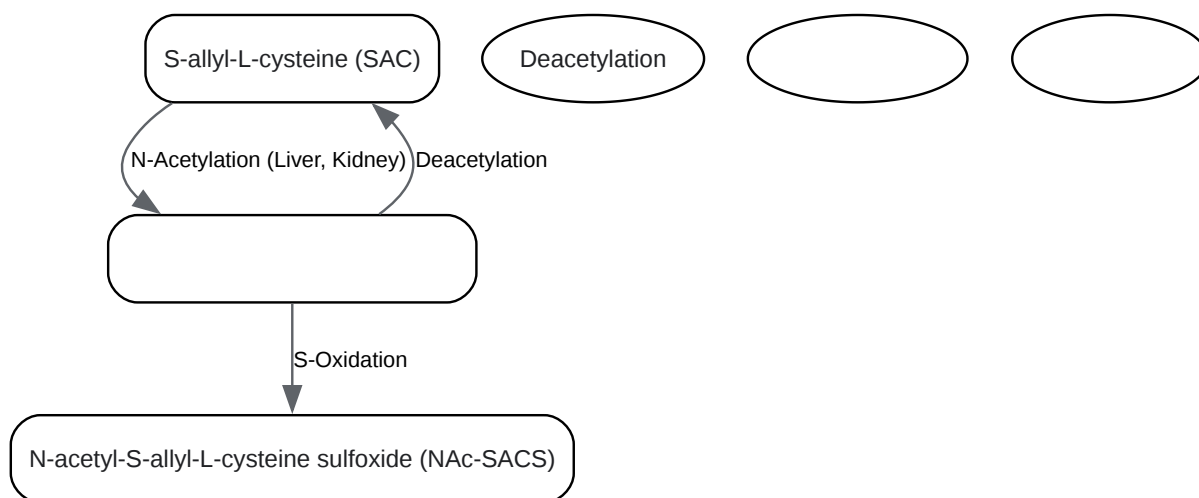 S-allyl-L-cysteine (SAC)
Deacetylation
N-Acetylation (Liver, Kidney)
Deacetylation
S-Oxidation
N-acetyl-S-allyl-L-cysteine sulfoxide (NAc-SACS)